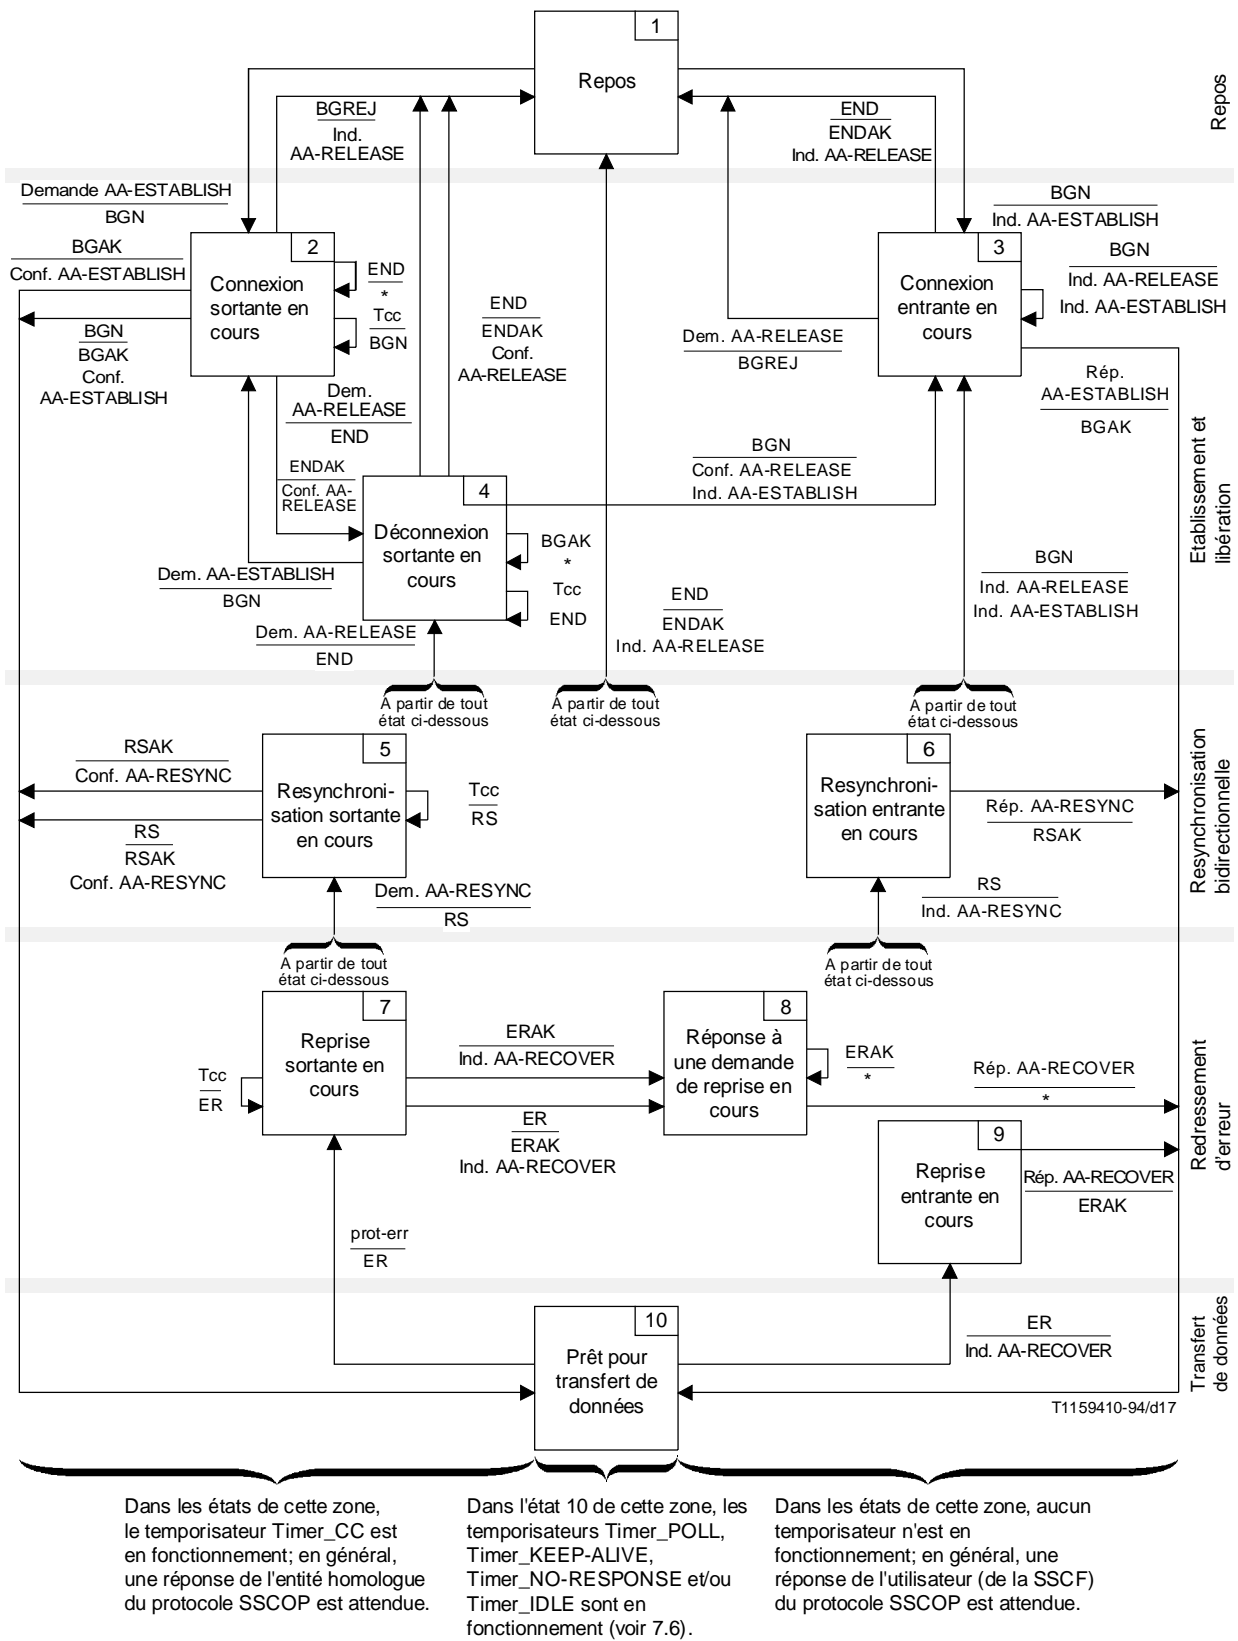 1
Repos
Repos
BGREJ
Ind.
AA-RELEASE
END
ENDAK
Ind. AA-RELEASE
Demande AA-ESTABLISH
BGN
BGN
Ind. AA-ESTABLISH
BGAK
Conf. AA-ESTABLISH
2
Connexion
sortante en
cours
END
*
Tcc
BGN
3
Connexion
entrante en
cours
BGN
Ind. AA-RELEASE
Ind. AA-ESTABLISH
BGN
BGAK
Conf.
AA-ESTABLISH
END
ENDAK
Conf.
AA-RELEASE
Dem. AA-RELEASE
BGREJ
Rép.
AA-ESTABLISH
BGAK
Dem.
AA-RELEASE
END
ENDAK
Conf. AA-
RELEASE
BGN
Conf. AA-RELEASE
Ind. AA-ESTABLISH
Etablissement et
libération
4
Déconnexion
sortante en
cours
BGAK
*
Tcc
END
Dem. AA-ESTABLISH
BGN
BGN
Ind. AA-RELEASE
Ind. AA-ESTABLISH
END
ENDAK
Ind. AA-RELEASE
Dem. AA-RELEASE
END
A partir de tout
état ci-dessous
A partir de tout
état ci-dessous
A partir de tout
état ci-dessous
RSAK
Conf. AA-RESYNC
5
Resynchroni-
sation sortante
en cours
Tcc
RS
6
Resynchroni-
sation entrante
en cours
Rép. AA-RESYNC
RSAK
Resynchronisation
bidirectionnelle
RS
RSAK
Conf. AA-RESYNC
Dem. AA-RESYNC
RS
RS
Ind. AA-RESYNC
A partir de tout
état ci-dessous
A partir de tout
état ci-dessous
7
Reprise
sortante en
cours
Tcc
ER
ERAK
Ind. AA-RECOVER
ER
ERAK
Ind. AA-RECOVER
8
Réponse à
une demande
de reprise en
cours
ERAK
*
Rép. AA-RECOVER
*
9
Reprise
entrante en
cours
Rép. AA-RECOVER
ERAK
Redressement
d'erreur
prot-err
ER
10
Prêt pour
transfert de
données
ER
Ind. AA-RECOVER
Transfert
de données
T1159410-94/d17
Dans les états de cette zone,
le temporisateur Timer_CC est
en fonctionnement; en général,
une réponse de l'entité homologue
du protocole SSCOP est attendue.
Dans l'état 10 de cette zone, les
temporisateurs Timer_POLL,
Timer_KEEP-ALIVE,
Timer_NO-RESPONSE et/ou
Timer_IDLE sont en
fonctionnement (voir 7.6).
Dans les états de cette zone, aucun
temporisateur n'est en
fonctionnement; en général, une
réponse de l'utilisateur (de la SSCF)
du protocole SSCOP est attendue.